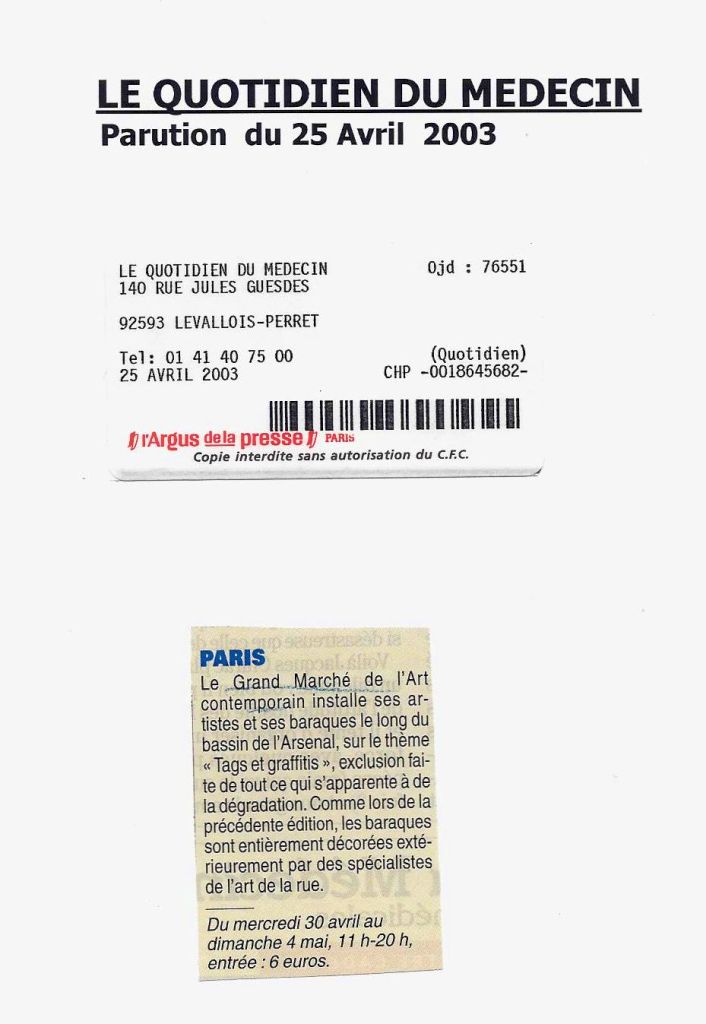 LE QUOTIDIEN DU MEDECIN
Parution du 25 Avril 2003
LE QUOTIDIEN DU MEDECIN
Ojd : 76551
140 RUE JULES GUESDES
92593 LEVALLOIS-PERRET
Tel: 01 41 40 75 00
(Quotidien)
25 AVRIL 2003
CHP -0018645682-
l'Argus de la presse PARIS
Copie interdite sans autorisation du C.F.C.
PARIS
Le Grand Marché de l'Art
contemporain installe ses ar-
tistes et ses baraques le long du
bassin de l'Arsenal, sur le thème
« Tags et graffitis », exclusion fai-
te de tout ce qui s'apparente à de
la dégradation. Comme lors de la
précédente édition, les baraques
sont entièrement décorées exté-
rieurement par des spécialistes
de l'art de la rue.
Du mercredi 30 avril au
dimanche 4 mai, 11 h-20 h,
entrée : 6 euros.